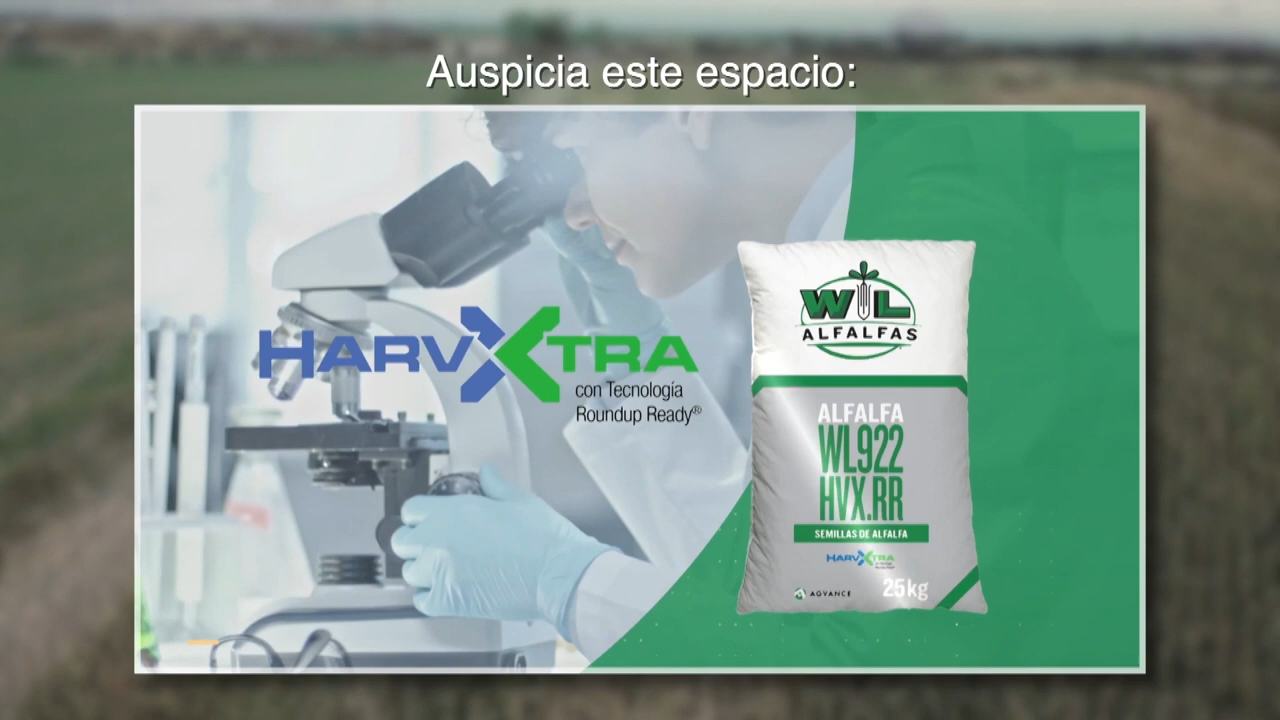 Auspicia este espacio:
HARVXTRA
con Tecnología
Roundup Ready®
WL
ALFALFAS
ALFALFA
WL922
HVX.RR
SEMILLAS DE ALFALFA
HARVXTRA
AGVANCE
25kg